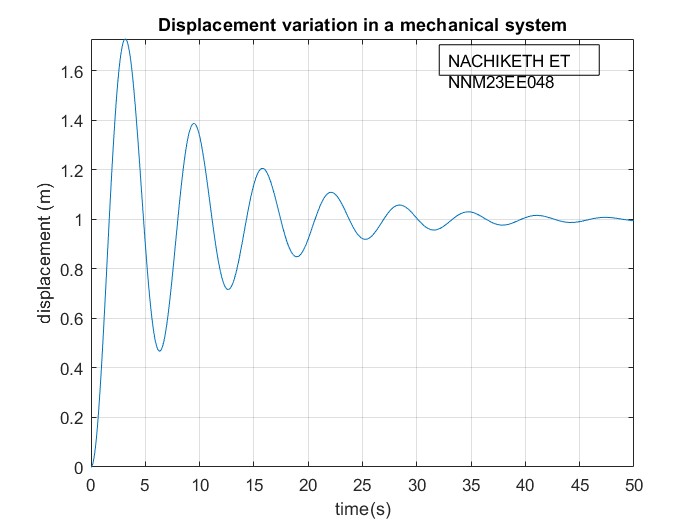 Displacement variation in a mechanical system
NACHIKETH ET
NNM23EE048
displacement (m)
1.6
1.4
1.2
1
0.8
0.6
0.4
0.2
0
0 5 10 15 20 25 30 35 40 45 50
time(s)